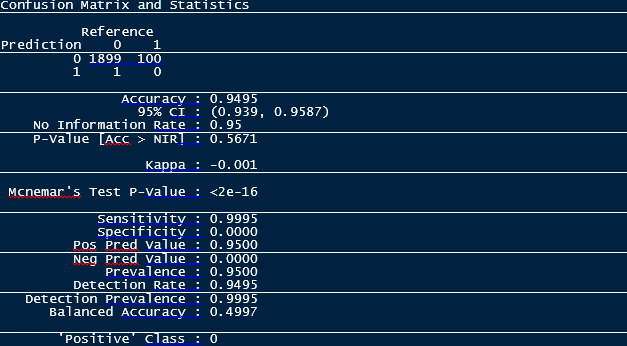 Confusion Matrix and Statistics
Reference
Prediction 0 1
0 1899 100
1 1 0
Accuracy : 0.9495
95% CI : (0.939, 0.9587)
No Information Rate : 0.95
P-Value [Acc > NIR] : 0.5671
Kappa : -0.001
Mcnemar's Test P-Value : <2e-16
Sensitivity : 0.9995
Specificity : 0.0000
Pos Pred Value : 0.9500
Neg Pred Value : 0.0000
Prevalence : 0.9500
Detection Rate : 0.9495
Detection Prevalence : 0.9995
Balanced Accuracy : 0.4997
'Positive' Class : 0